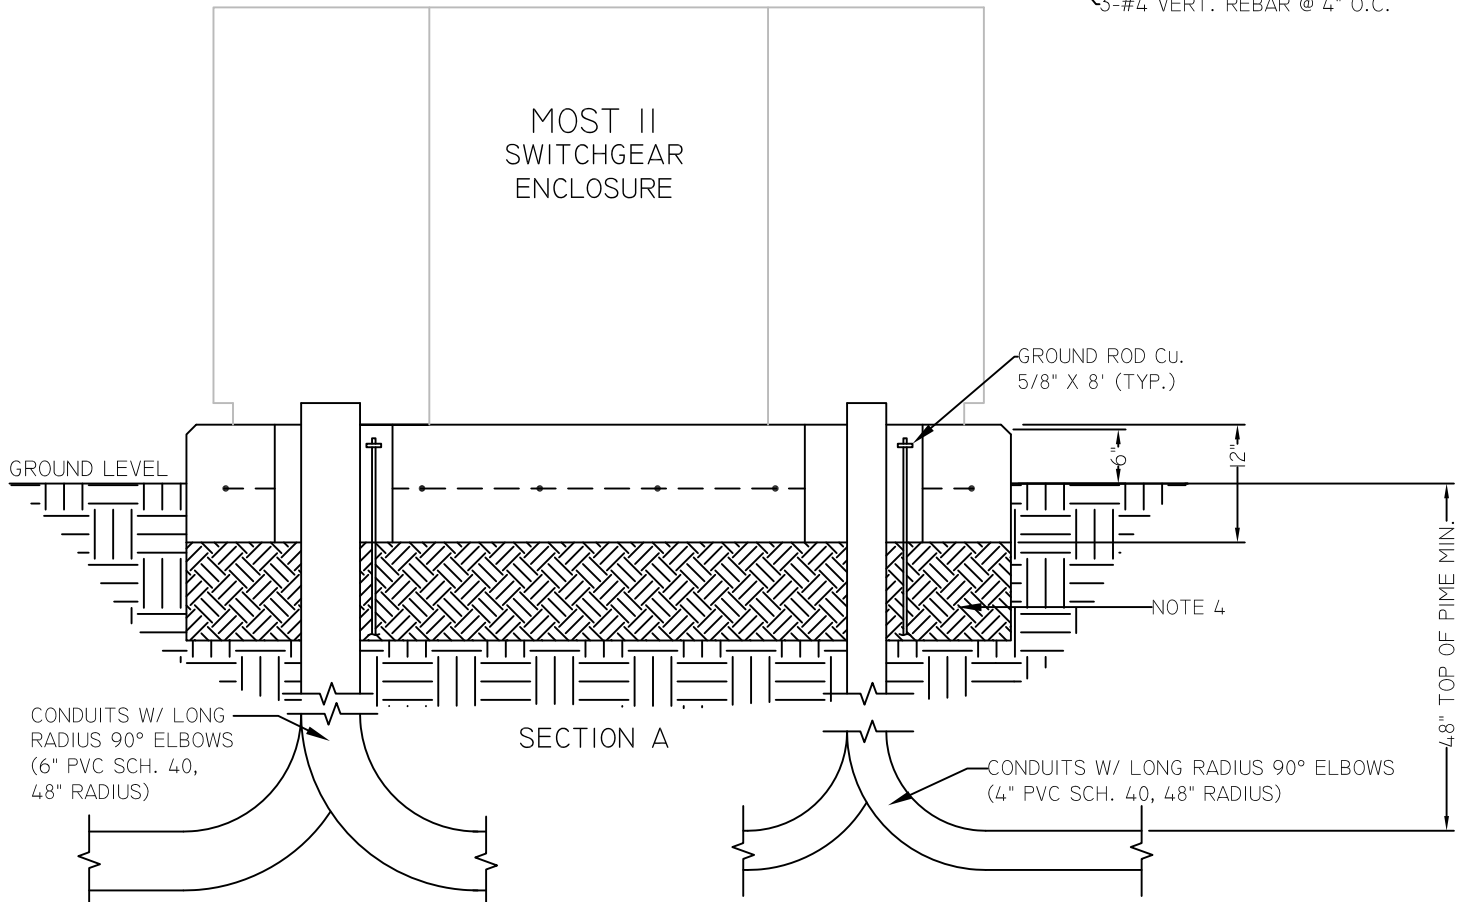 3-#4 VERT. REBAR @ 4" O.C.
MOST II
SWITCHGEAR
ENCLOSURE
GROUND ROD Cu.
5/8" X 8' (TYP.)
6"
12"
GROUND LEVEL
NOTE 4
48" TOP OF PIME MIN.
CONDUITS W/ LONG
RADIUS 90° ELBOWS
(6" PVC SCH. 40,
48" RADIUS)
SECTION A
CONDUITS W/ LONG RADIUS 90° ELBOWS
(4" PVC SCH. 40, 48" RADIUS)